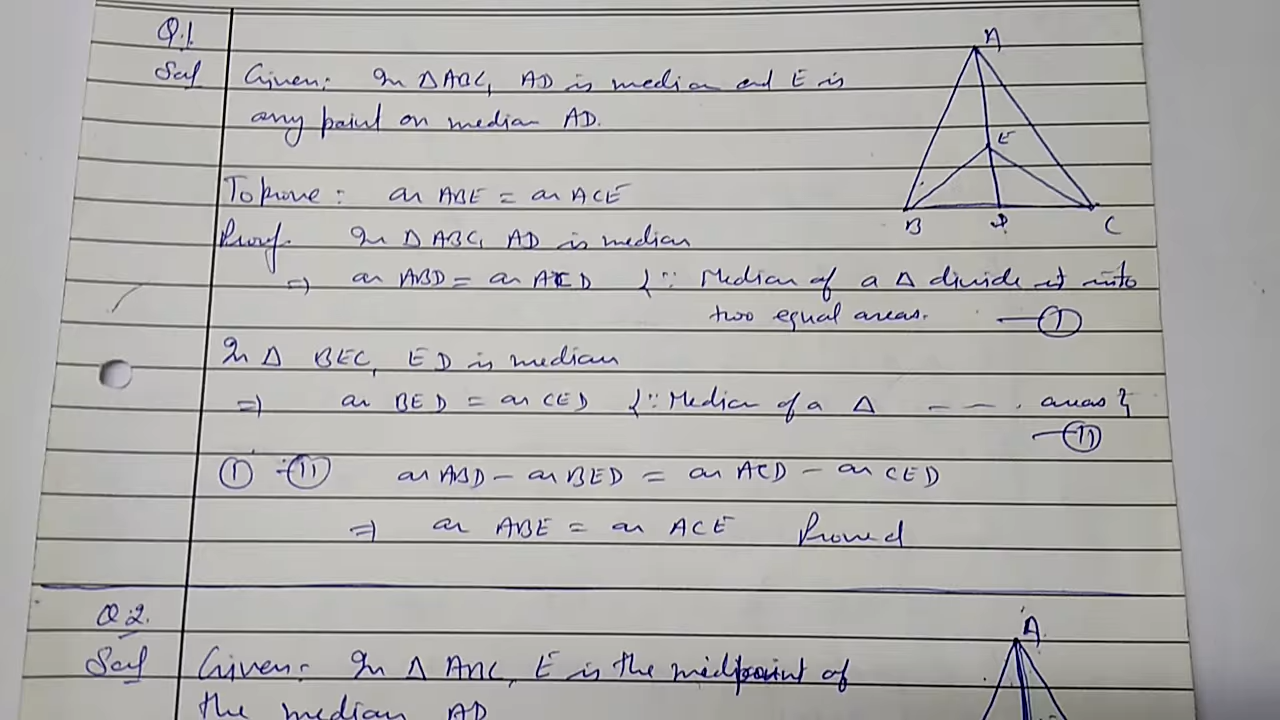 Q.1.
A
Sol Given: In Δ ABC, AD is median and E is
any point on median AD.
E
To prove: ar ABE = ar ACE
B D C
Proof. In Δ ABC, AD is median
⇒ ar ABD = ar ACD {∵ Median of a Δ divide it into
two equal areas. —(I)
In Δ BEC, ED is median
⇒ ar BED = ar CED {∵ Median of a Δ — — . areas}
—(II)
(I) - (II) ar ABD - ar BED = ar ACD - ar CED
⇒ ar ABE = ar ACE Proved
Q.2.
A
Sol Given: In Δ ABC, E is the midpoint of
the median AD